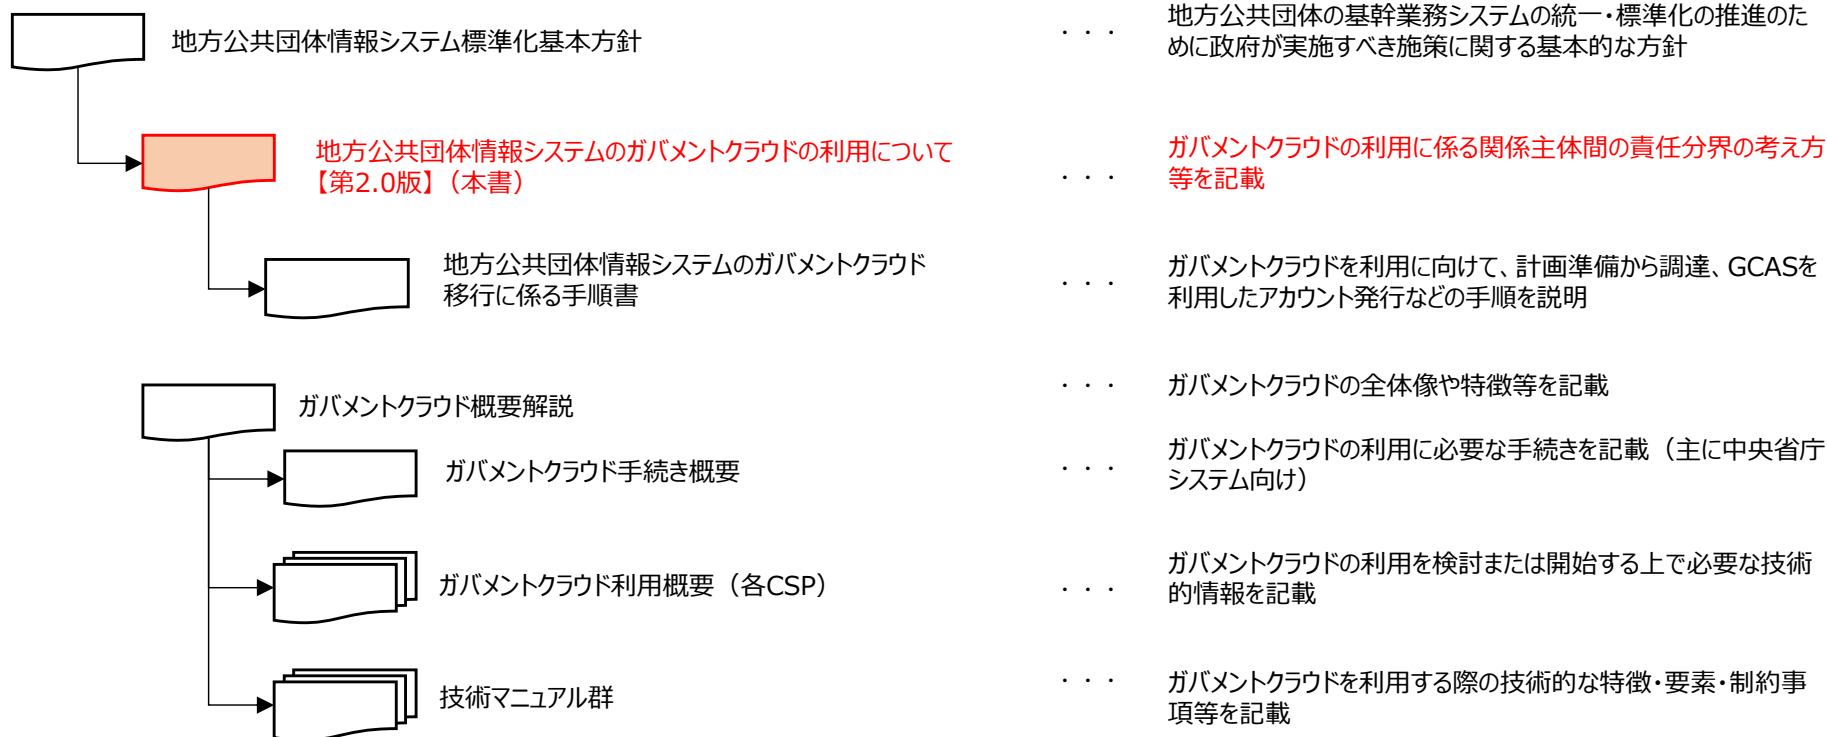 地方公共団体情報システム標準化基本方針
・・・
地方公共団体の基幹業務システムの統一・標準化の推進のた
めに政府が実施すべき施策に関する基本的な方針
地方公共団体情報システムのガバメントクラウドの利用について
【第2.0版】（本書）
・・・
ガバメントクラウドの利用に係る関係主体間の責任分界の考え方
等を記載
地方公共団体情報システムのガバメントクラウド
移行に係る手順書
・・・
ガバメントクラウドを利用に向けて、計画準備から調達、GCASを
利用したアカウント発行などの手順を説明
ガバメントクラウド概要解説
・・・
ガバメントクラウドの全体像や特徴等を記載
ガバメントクラウド手続き概要
・・・
ガバメントクラウドの利用に必要な手続きを記載（主に中央省庁
システム向け）
ガバメントクラウド利用概要（各CSP）
・・・
ガバメントクラウドの利用を検討または開始する上で必要な技術
的情報を記載
技術マニュアル群
・・・
ガバメントクラウドを利用する際の技術的な特徴・要素・制約事
項等を記載